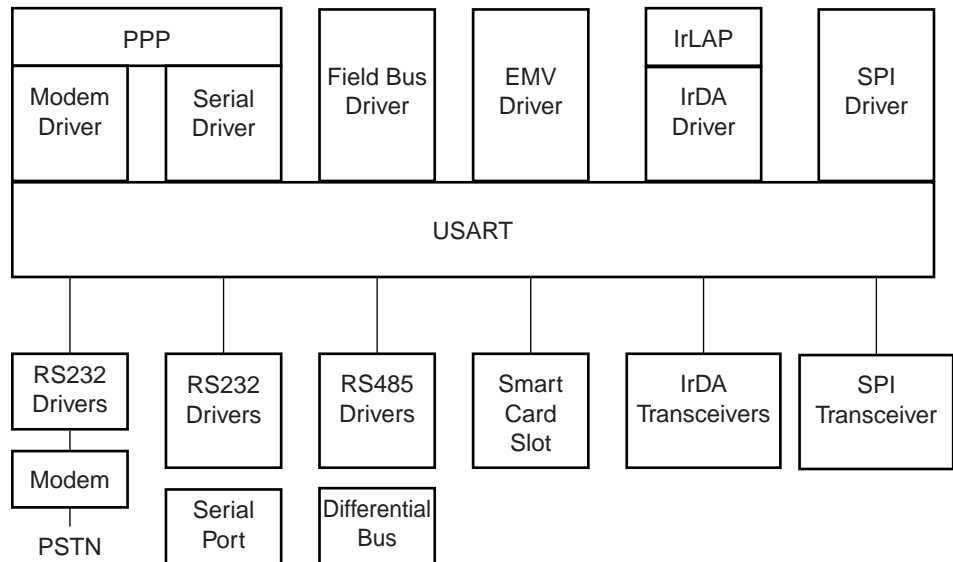 PPP
Modem
Driver
Serial
Driver
Field Bus
Driver
EMV
Driver
IrLAP
IrDA
Driver
SPI
Driver
USART
RS232
Drivers
Modem
PSTN
RS232
Drivers
Serial
Port
RS485
Drivers
Differential
Bus
Smart
Card
Slot
IrDA
Transceivers
SPI
Transceiver